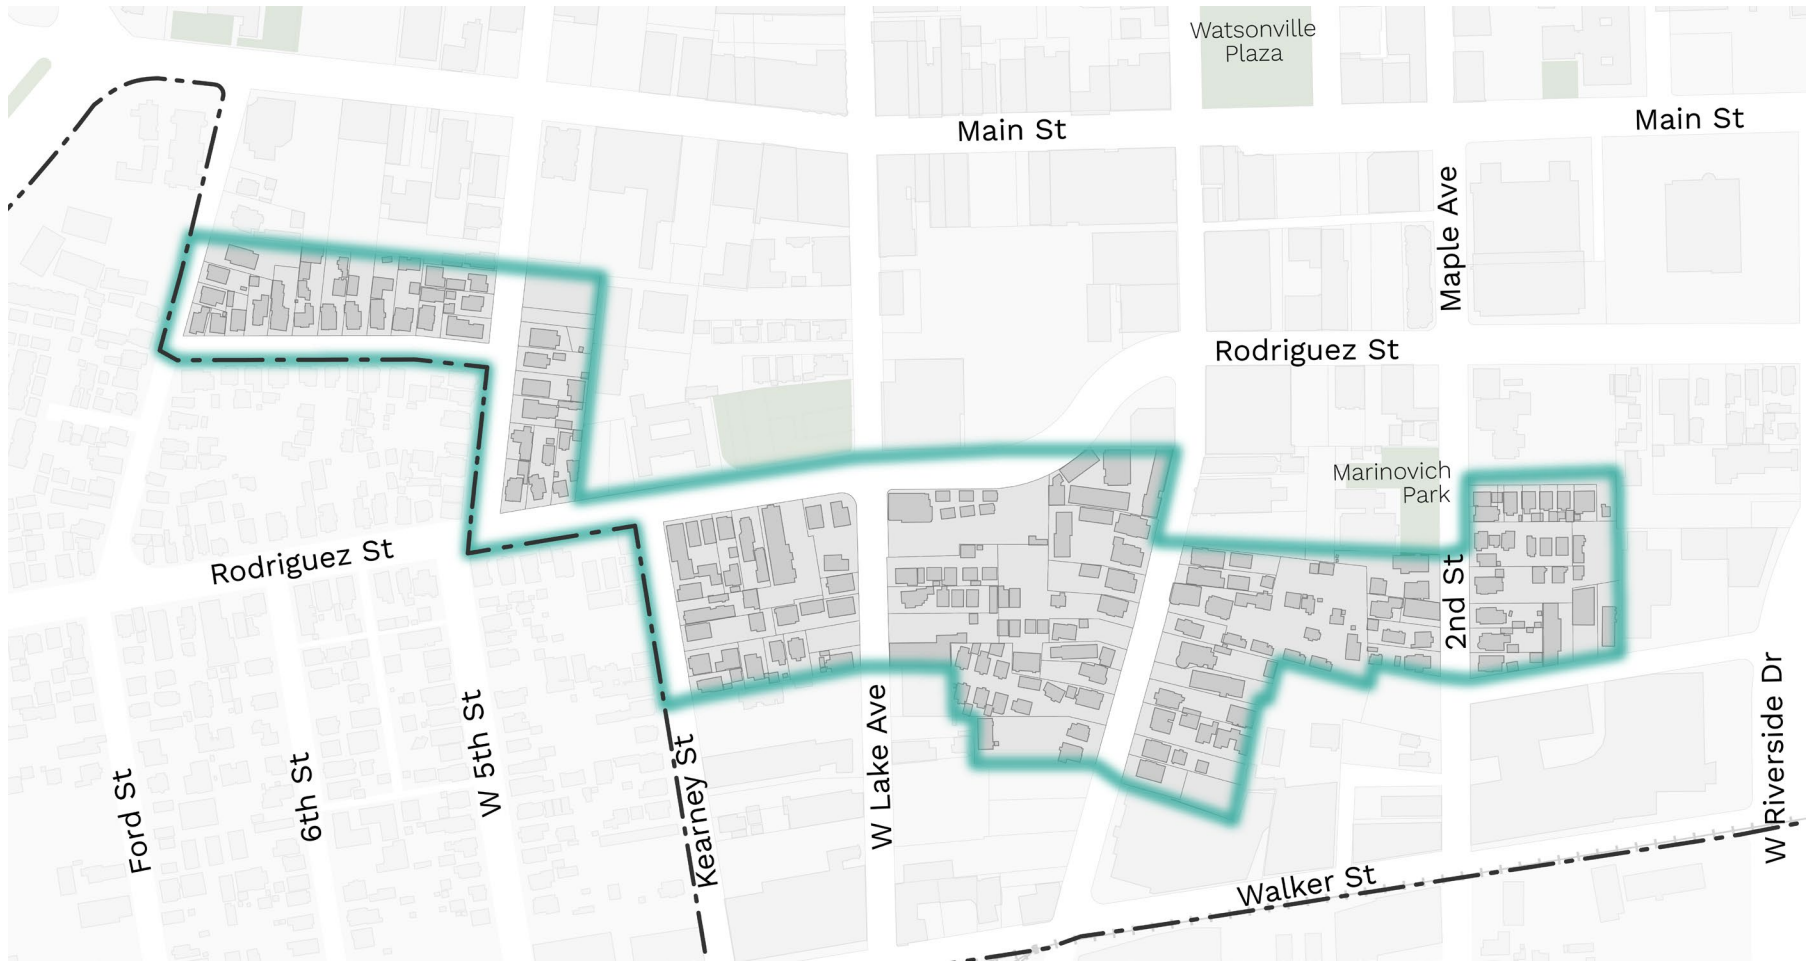 Watsonville
Plaza
Main St
Main St
Maple Ave
Rodriguez St
Marinovich
Park
Rodriguez St
2nd St
Ford St
6th St
W 5th St
Kearney St
W Lake Ave
Walker St
W Riverside Dr